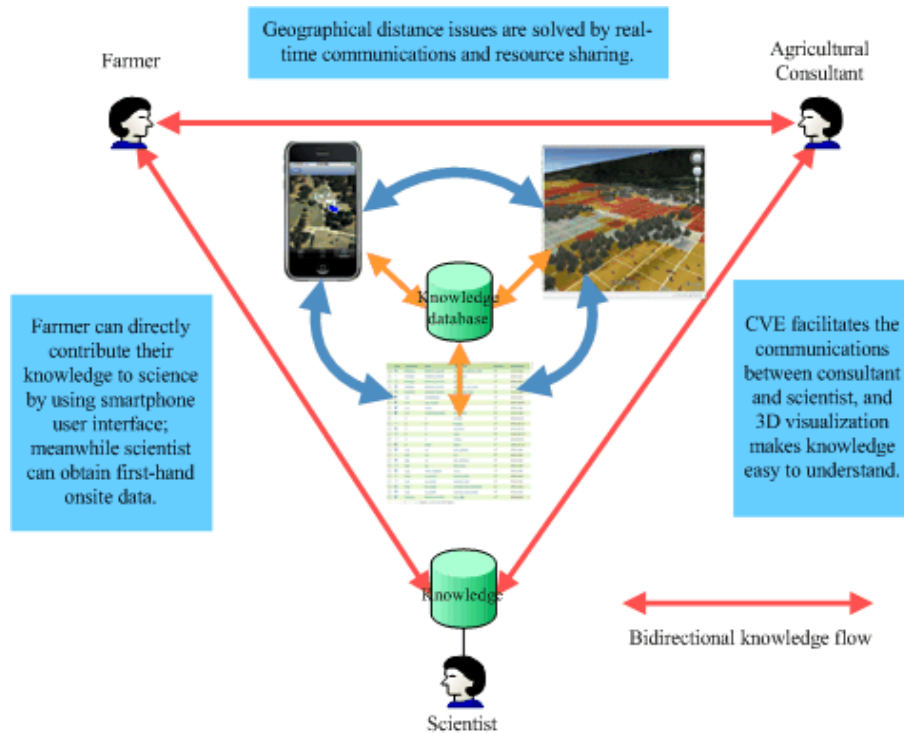 Geographical distance issues are solved by real-
time communications and resource sharing.
Farmer
Agricultural
Consultant
Knowledge
database
Farmer can directly
contribute their
knowledge to science
by using smartphone
user interface;
meanwhile scientist
can obtain first-hand
onsite data.
CVE facilitates the
communications
between consultant
and scientist, and
3D visualization
makes knowledge
easy to understand.
Knowledge
Bidirectional knowledge flow
Scientist